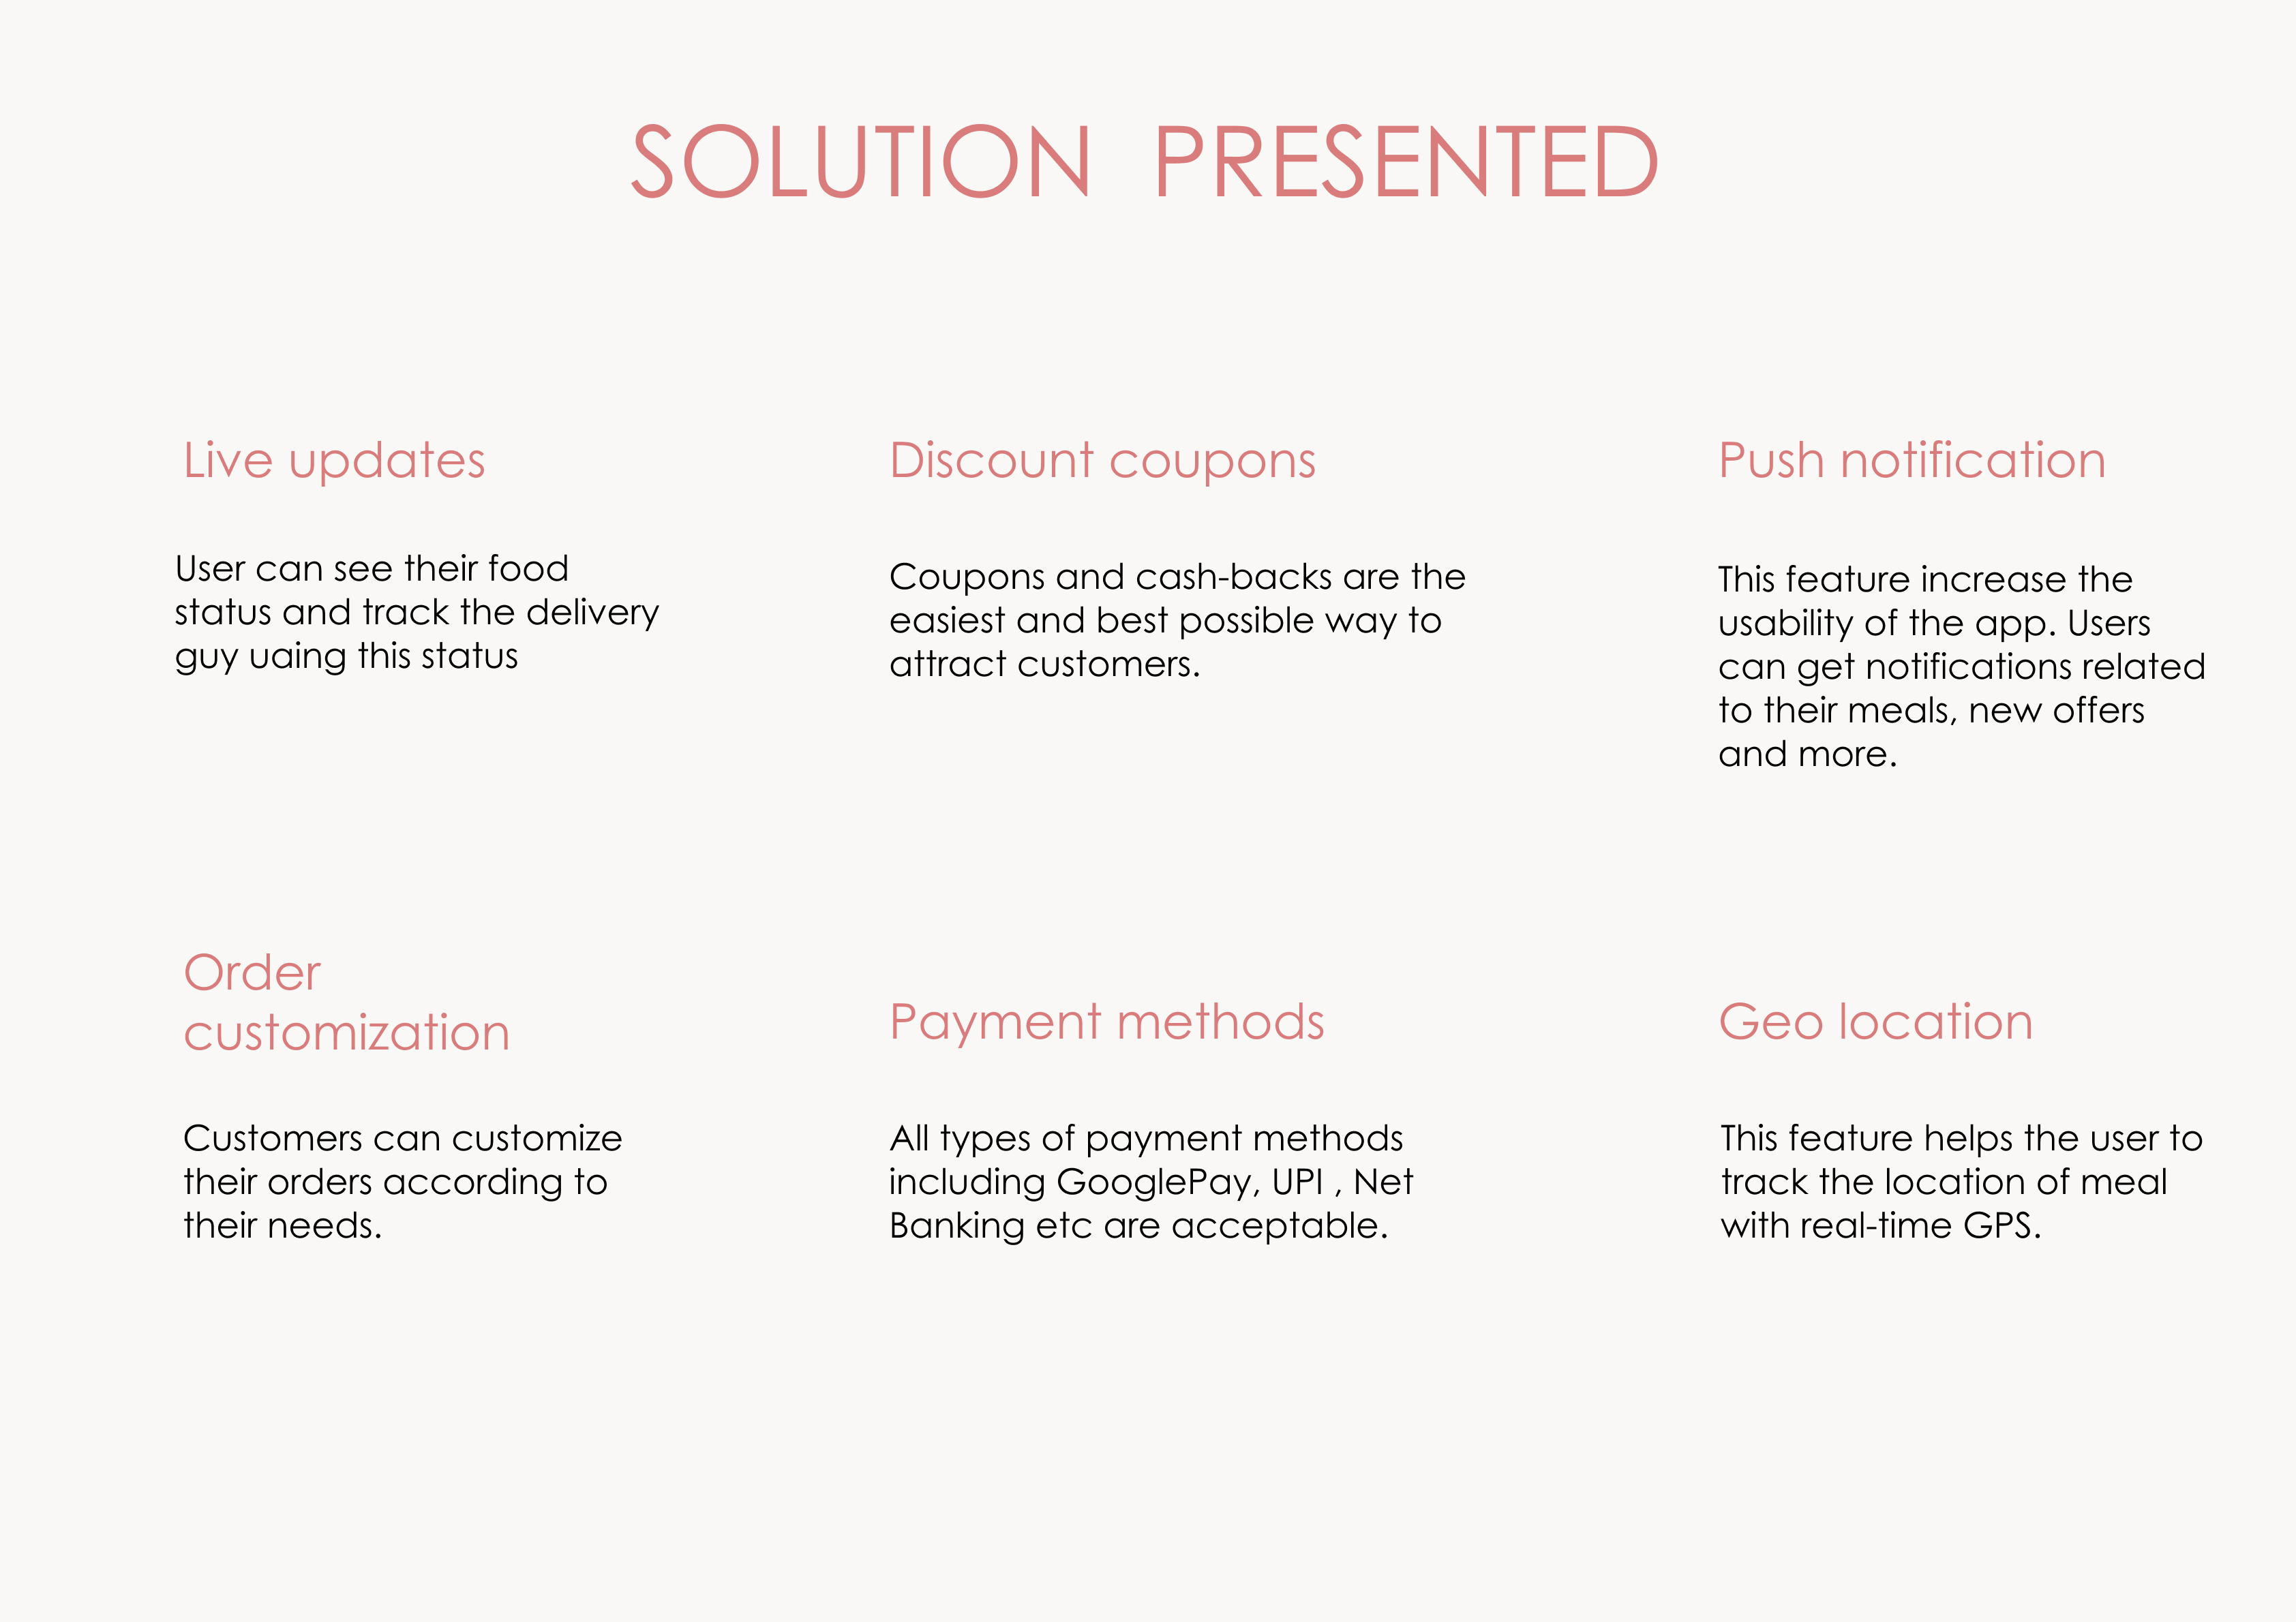 SOLUTION PRESENTED
Live updates
User can see their food
status and track the delivery
guy uaing this status
Discount coupons
Coupons and cash-backs are the
easiest and best possible way to
attract customers.
Push notification
This feature increase the
usability of the app. Users
can get notifications related
to their meals, new offers
and more.
Order
customization
Customers can customize
their orders according to
their needs.
Payment methods
All types of payment methods
including GooglePay, UPI , Net
Banking etc are acceptable.
Geo location
This feature helps the user to
track the location of meal
with real-time GPS.